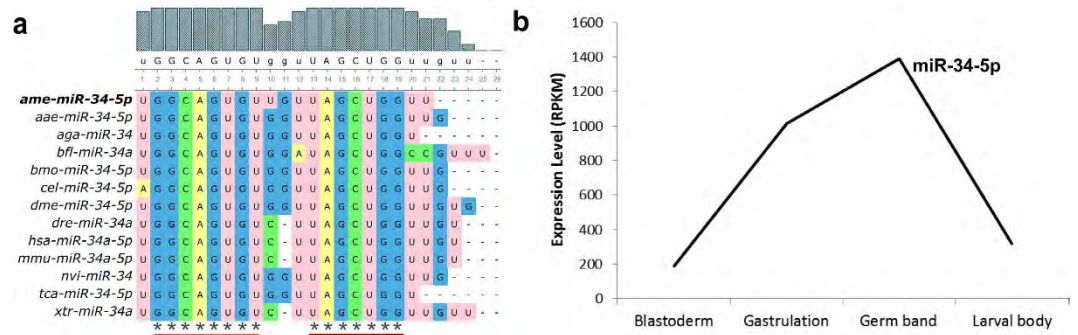 a
u G G C A G U G U g g u U A G C U G G u u g u u - -
1 2 3 4 5 6 7 8 9 10 11 12 13 14 15 16 17 18 19 20 21 22 23 24 25 26
ame-miR-34-5p U G G C A G U G U U G U U A G C U G G U U - - - - -
aae-miR-34-5p U G G C A G U G U G G U U A G C U G G U U G - - - -
aga-miR-34 U G G C A G U G U G G U U A G C U G G U - - - - - -
bfl-miR-34a U G G C A G U G U G G A U A G C U G G C C G U U U -
bmo-miR-34-5p U G G C A G U G U G G U U A G C U G G U U G - - - -
cel-miR-34-5p A G G C A G U G U G G U U A G C U G G U U G - - - -
dme-miR-34-5p U G G C A G U G U G G U U A G C U G G U U G U G - -
dre-miR-34a U G G C A G U G U C - U U A G C U G G U U G U - - -
hsa-miR-34a-5p U G G C A G U G U C - U U A G C U G G U U G U - - -
mmu-miR-34a-5p U G G C A G U G U C - U U A G C U G G U U G U - - -
nvi-miR-34 U G G C A G U G U G G U U A G C U G G U U G - - - -
tca-miR-34-5p U G G C A G U G U G G U U A G C U G G U - - - - - -
xtr-miR-34a U G G C A G U G U C - U U A G C U G G U U G U U - -
* * * * * * * * * * * * * * *
b
Expression Level (RPKM)
1600
1400
1200
1000
800
600
400
200
0
miR-34-5p
Blastoderm Gastrulation Germ band Larval body